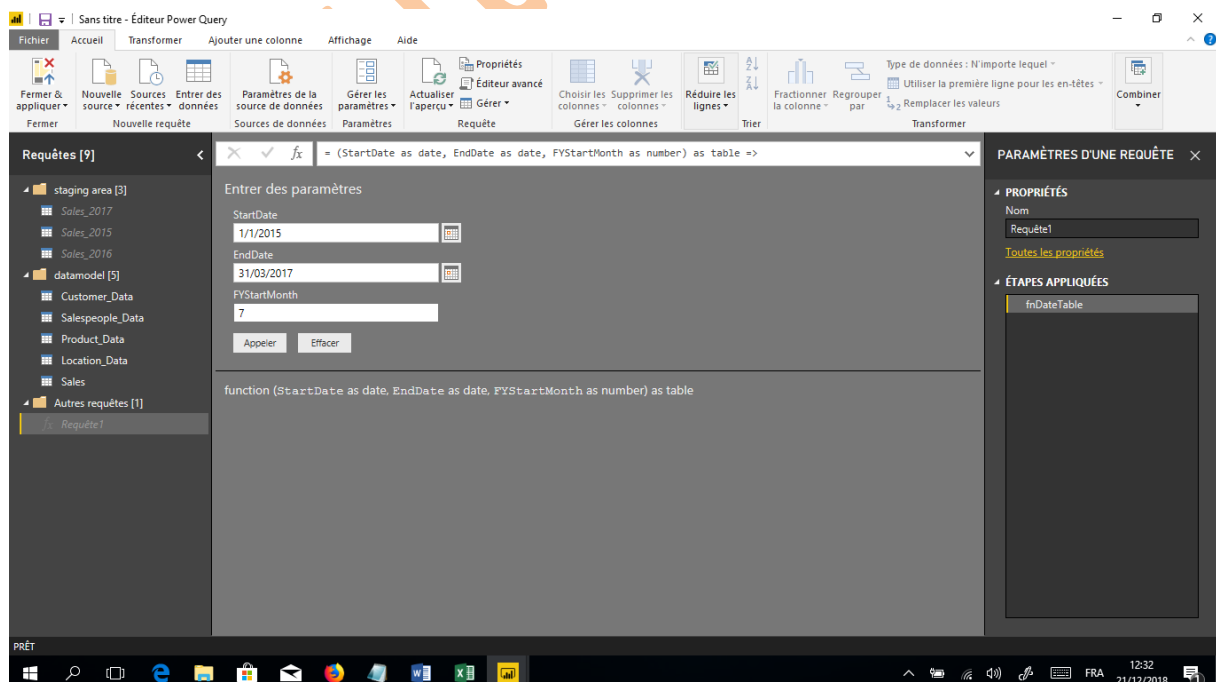 Sans titre - Éditeur Power Query
Fichier Accueil Transformer Ajouter une colonne Affichage Aide
Fermer & appliquer
Nouvelle source
Sources récentes
Entrer des données
Paramètres de la source de données
Gérer les paramètres
Actualiser l'aperçu
Propriétés
Éditeur avancé
Gérer
Choisir les colonnes
Supprimer les colonnes
Réduire les lignes
Fractionner la colonne
Regrouper par
Type de données : N'importe lequel
Utiliser la première ligne pour les en-têtes
Remplacer les valeurs
Combiner
Fermer Nouvelle requête Sources de données Paramètres Requête Gérer les colonnes Trier Transformer
Requêtes [9]
staging area [3]
Sales_2017
Sales_2015
Sales_2016
datamodel [5]
Customer_Data
Salespeople_Data
Product_Data
Location_Data
Sales
Autres requêtes [1]
fx Requête1
fx = (StartDate as date, EndDate as date, FYStartMonth as number) as table =>
Entrer des paramètres
StartDate
1/1/2015
EndDate
31/03/2017
FYStartMonth
7
Appeler Effacer
function (StartDate as date, EndDate as date, FYStartMonth as number) as table
PARAMÈTRES D'UNE REQUÊTE
PROPRIÉTÉS
Nom
Requête1
Toutes les propriétés
ÉTAPES APPLIQUÉES
fnDateTable
PRÊT
FRA
12:32
21/12/2018